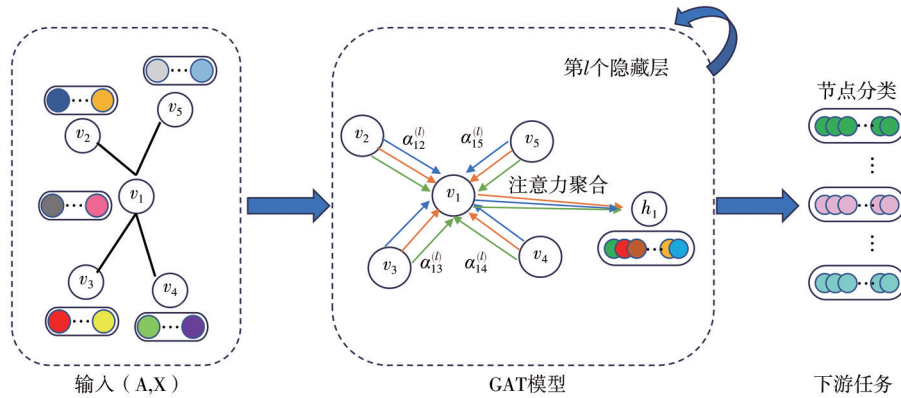 v₅
v₂
v₁
v₃
v₄
输入（A,X）
第l个隐藏层
v₂
α₁₂⁽ˡ⁾
α₁₅⁽ˡ⁾
v₅
v₁
注意力聚合
h₁
v₃
α₁₃⁽ˡ⁾
α₁₄⁽ˡ⁾
v₄
GAT模型
节点分类
下游任务